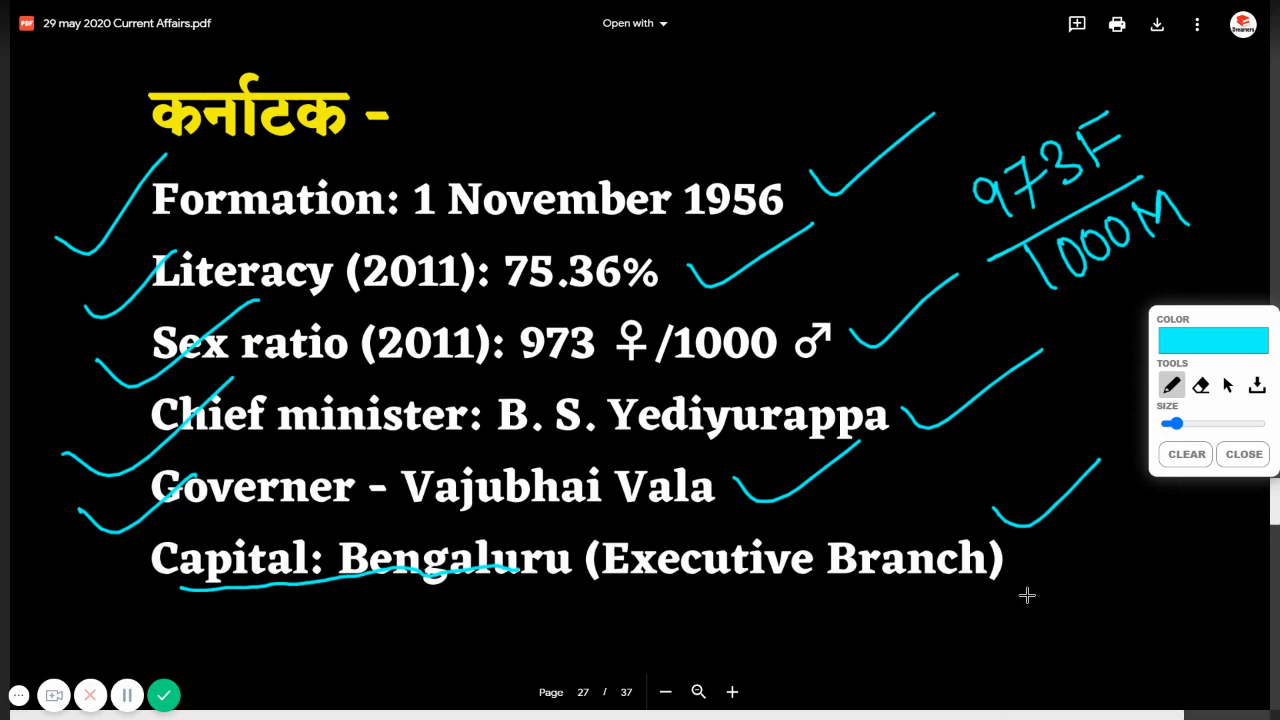 29 may 2020 Current Affairs.pdf
Open with
Dreamers
कर्नाटक -
Formation: 1 November 1956
973F
1000M
Literacy (2011): 75.36%
Sex ratio (2011): 973 ♀/1000 ♂
Chief minister: B. S. Yediyurappa
Governer - Vajubhai Vala
Capital: Bengaluru (Executive Branch)
COLOR
TOOLS
SIZE
CLEAR CLOSE
Page 27 / 37